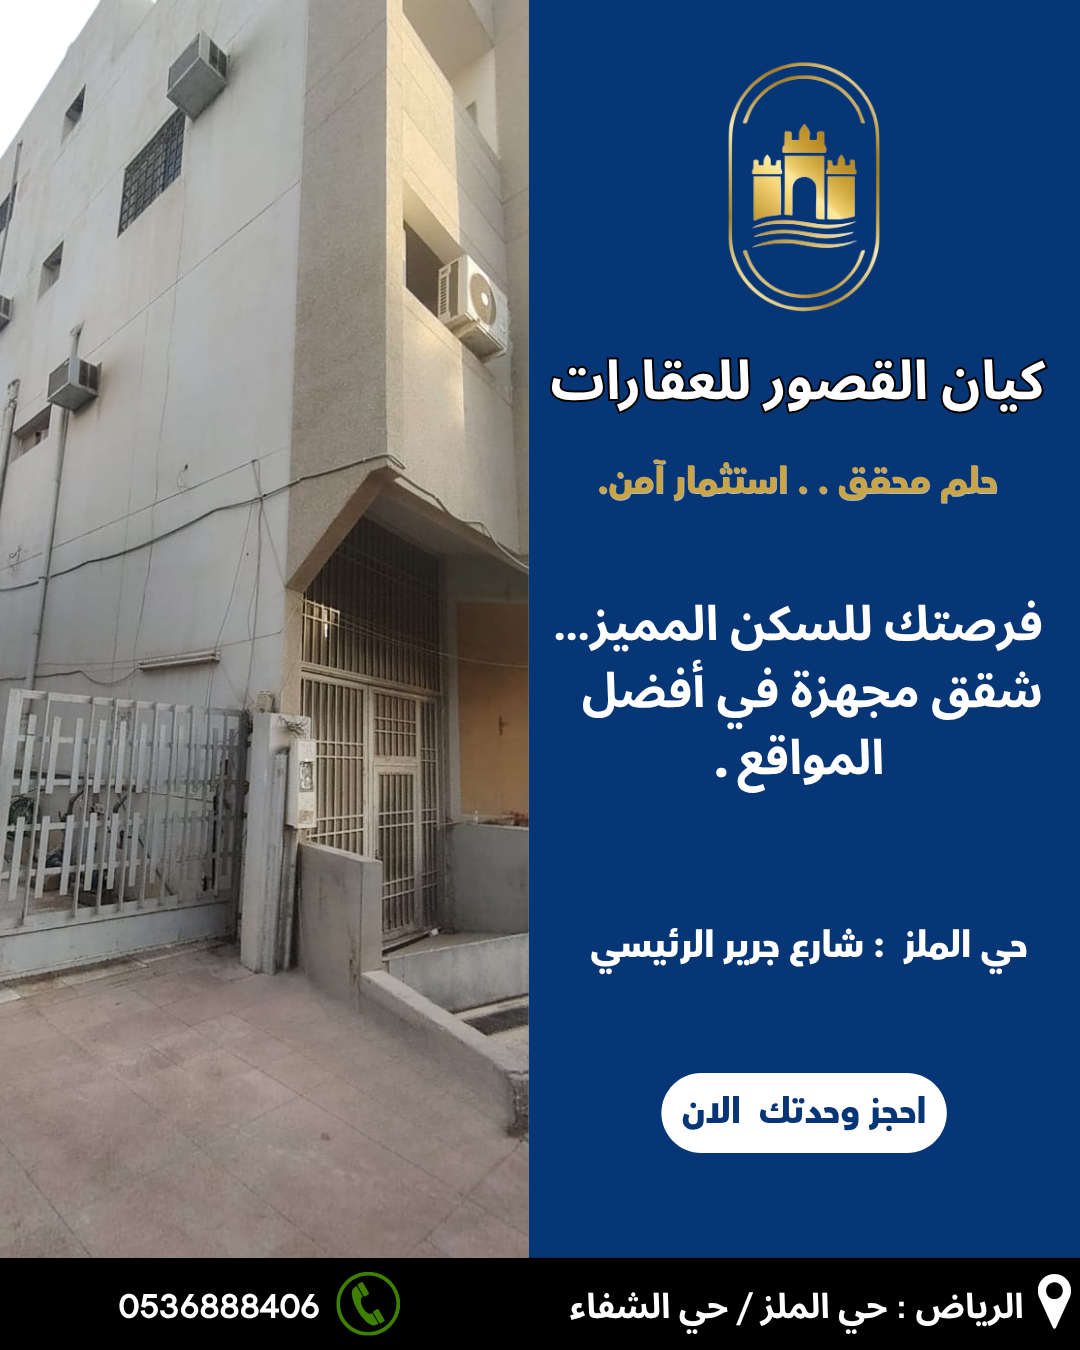 كيان القصور للعقارات
حلم محقق . . استثمار آمن.
فرصتك للسكن المميز...
شقق مجهزة في أفضل
المواقع .
حي الملز : شارع جرير الرئيسي
احجز وحدتك الان
الرياض : حي الملز / حي الشفاء
0536888406